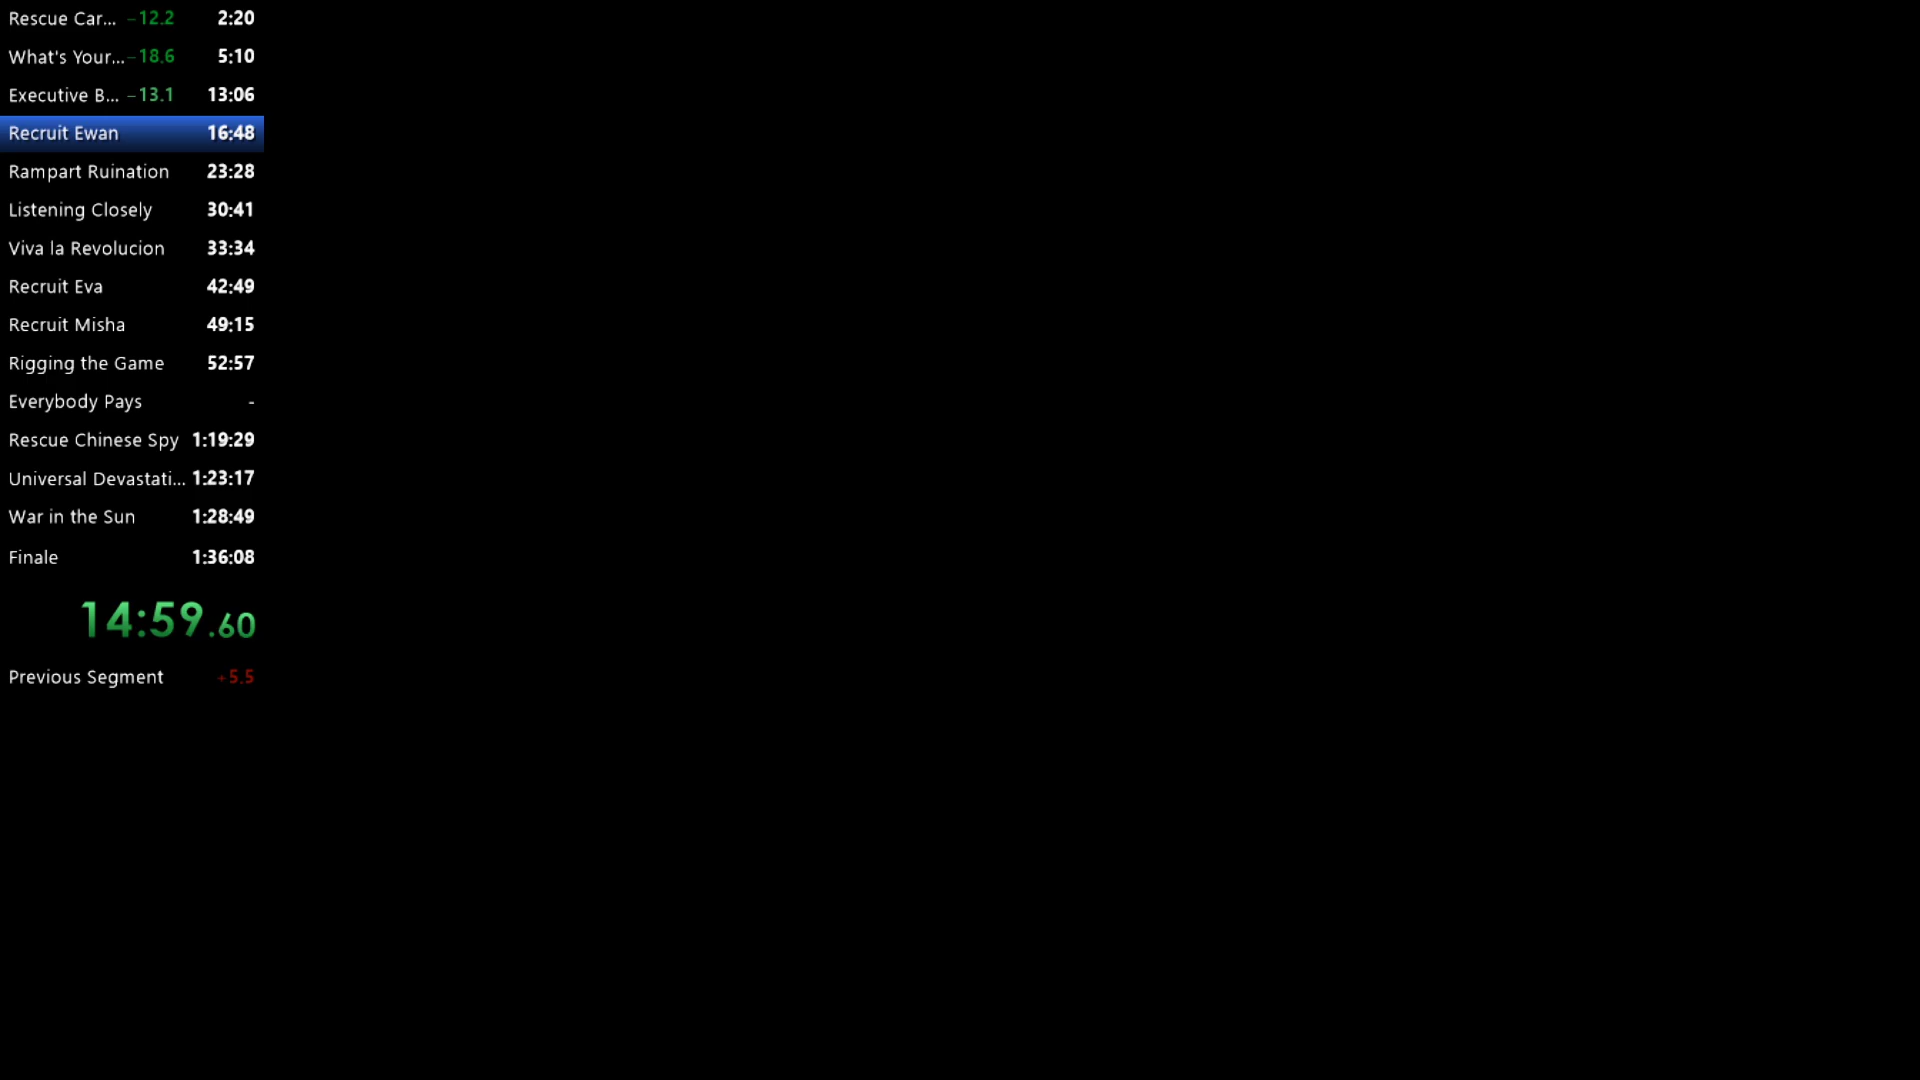 Rescue Car... −12.2 2:20
What's Your... −18.6 5:10
Executive B... −13.1 13:06
Recruit Ewan 16:48
Rampart Ruination 23:28
Listening Closely 30:41
Viva la Revolucion 33:34
Recruit Eva 42:49
Recruit Misha 49:15
Rigging the Game 52:57
Everybody Pays -
Rescue Chinese Spy 1:19:29
Universal Devastati... 1:23:17
War in the Sun 1:28:49
Finale 1:36:08
14:59.60
Previous Segment +5.5